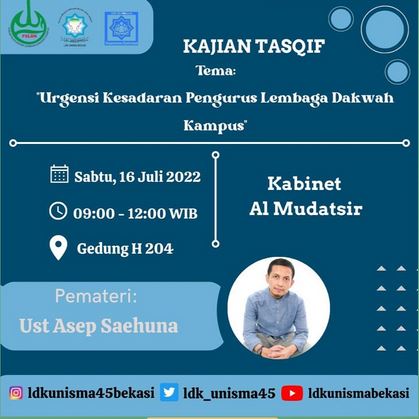 KAJIAN TASQIF
Tema:
"Urgensi Kesadaran Pengurus Lembaga Dakwah
Kampus"
Sabtu, 16 Juli 2022
09:00 - 12:00 WIB
Gedung H 204
Kabinet
Al Mudatsir
Pemateri:
Ust Asep Saehuna
ldkunisma45bekasi
ldk_unisma45
ldkunismabekasi